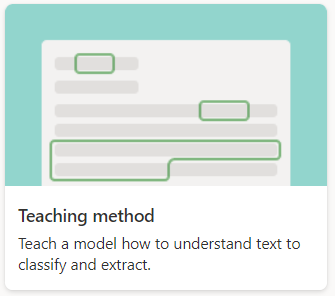 Teaching method
Teach a model how to understand text to
classify and extract.